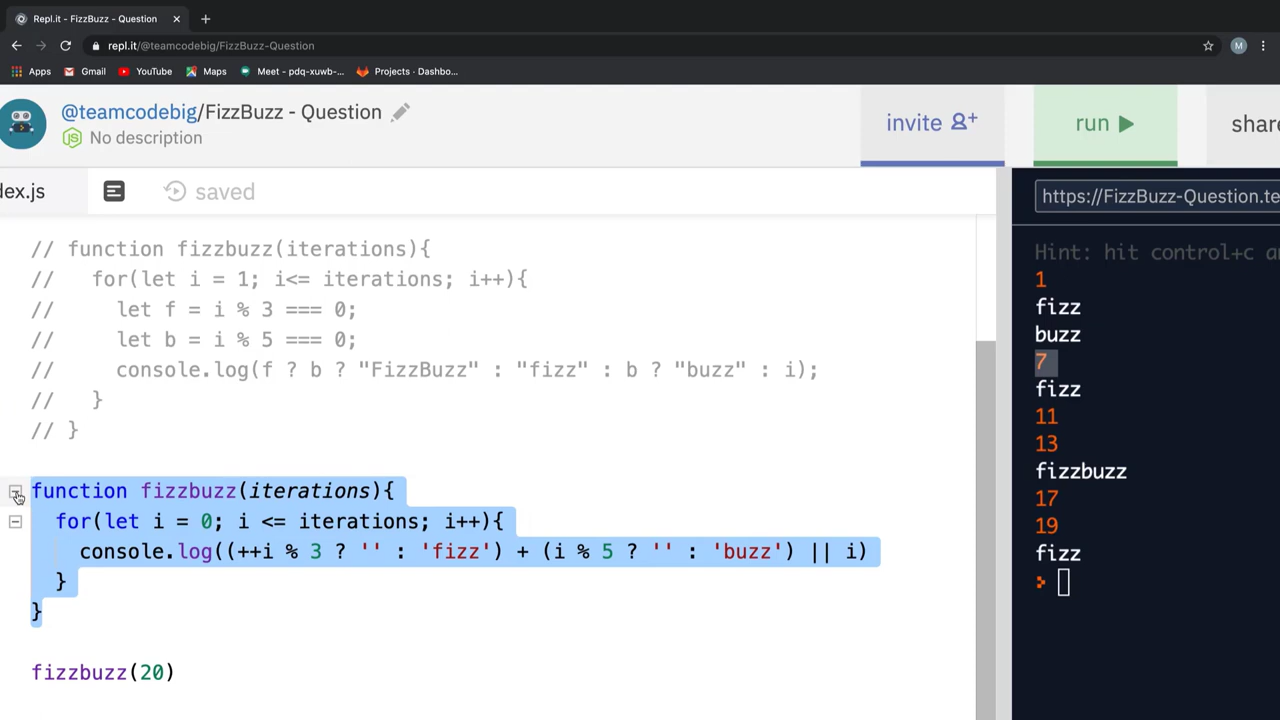 Repl.it - FizzBuzz - Question
repl.it/@teamcodebig/FizzBuzz-Question
M
Apps Gmail YouTube Maps Meet - pdq-xuwb-... Projects · Dashbo...
@teamcodebig/FizzBuzz - Question
JS No description
invite
run
share
dex.js
saved
https://FizzBuzz-Question.te
// function fizzbuzz(iterations){
//   for(let i = 1; i<= iterations; i++){
//     let f = i % 3 === 0;
//     let b = i % 5 === 0;
//     console.log(f ? b ? "FizzBuzz" : "fizz" : b ? "buzz" : i);
//   }
// }
function fizzbuzz(iterations){
  for(let i = 0; i <= iterations; i++){
    console.log((++i % 3 ? '' : 'fizz') + (i % 5 ? '' : 'buzz') || i)
  }
}
fizzbuzz(20)
Hint: hit control+c an
1
fizz
buzz
7
fizz
11
13
fizzbuzz
17
19
fizz